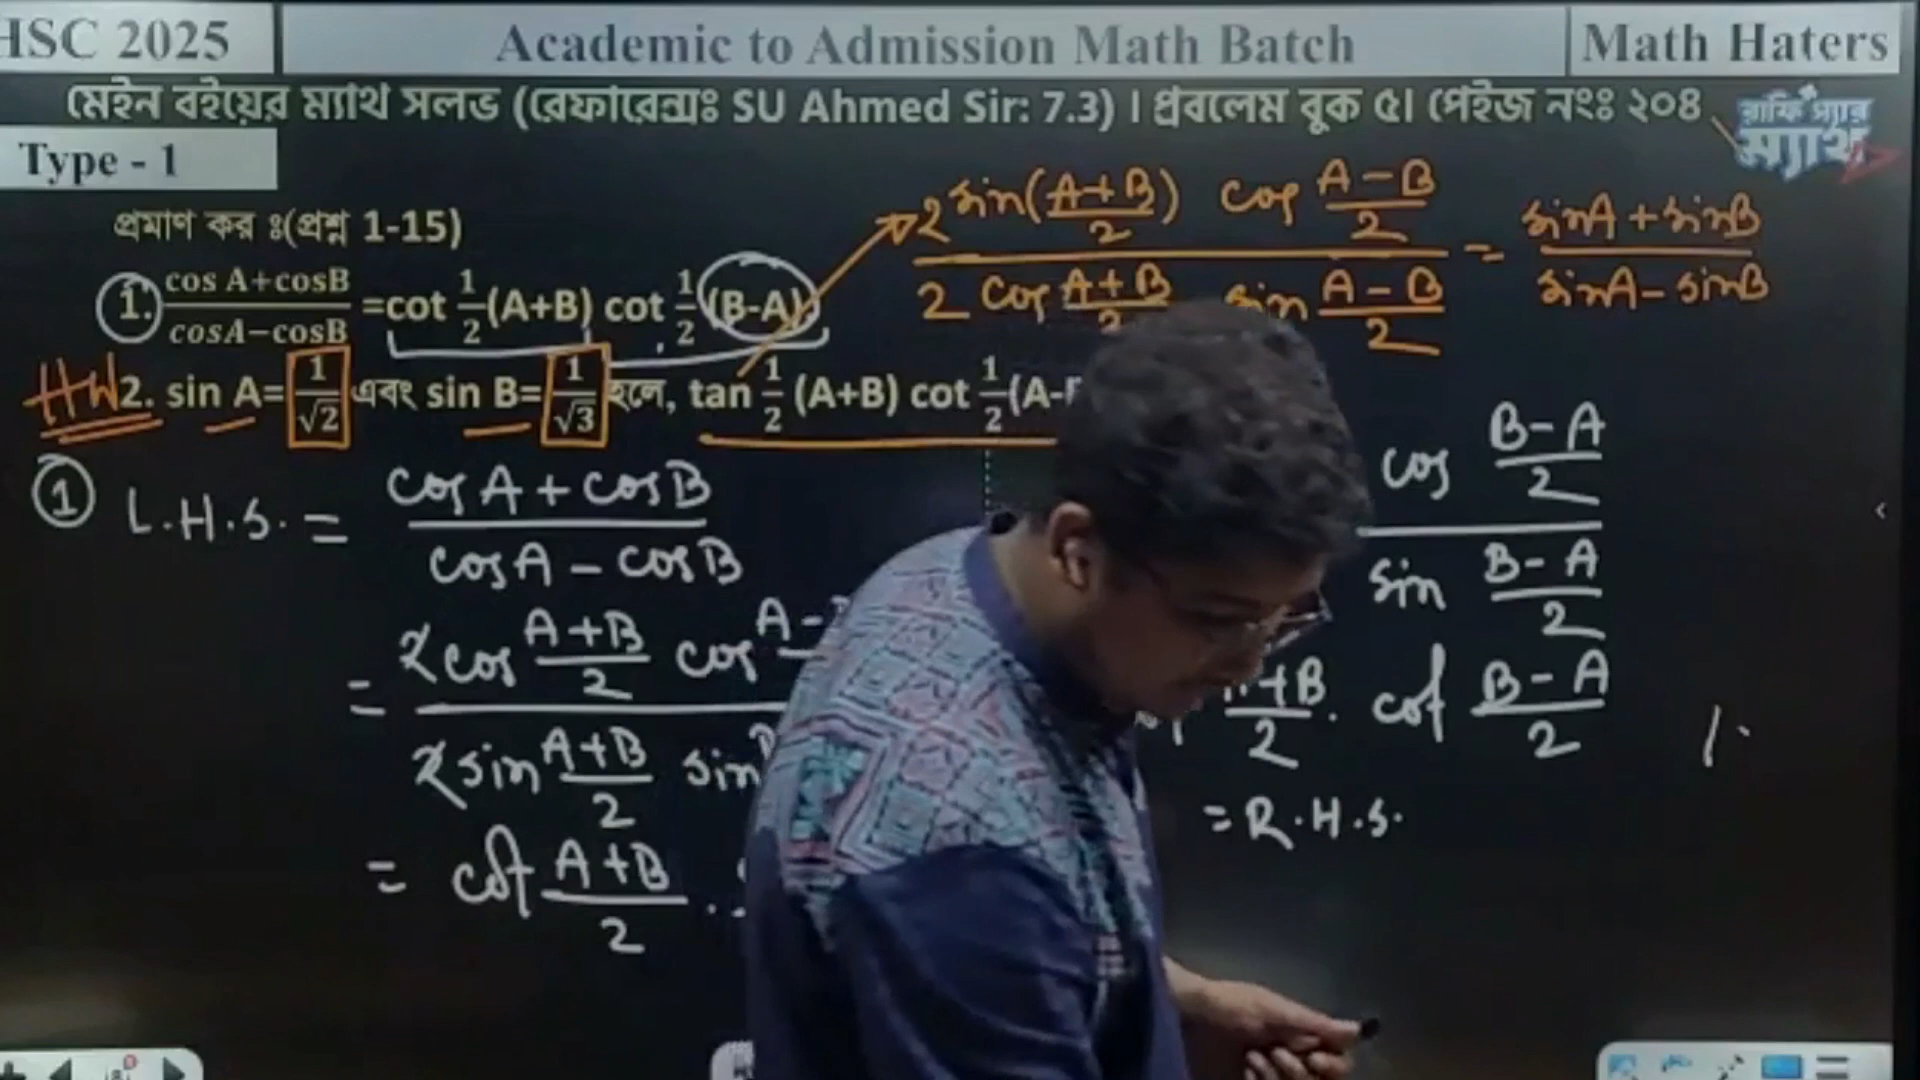 HSC 2025
Academic to Admission Math Batch
Math Haters
মেইন বইয়ের ম্যাথ সলভ (রেফারেন্সঃ SU Ahmed Sir: 7.3) । প্রবলেম বুক ৫। পেইজ নংঃ ২০৪
রাফি স্যার
ম্যাথ
Type - 1
প্রমাণ কর ঃ(প্রশ্ন 1-15)
1. (cos A+cosB)/(cosA−cosB) =cot 1/2 (A+B) cot 1/2 (B-A)
(2 sin(A+B/2) cos A−B/2)/(2 cos A+B/2 sin A−B/2) = (sinA+sinB)/(sinA−sinB)
HW 2. sin A= 1/√2 এবং sin B= 1/√3 হলে, tan 1/2 (A+B) cot 1/2 (A-
① L.H.S. = (cosA + cosB)/(cosA − cosB)
= (2cos A+B/2 cos A−)/(2sin A+B/2 sin)
= cot A+B/2 .
(cos B−A/2)/(sin B−A/2)
+B/2 . cot B−A/2
= R.H.S.